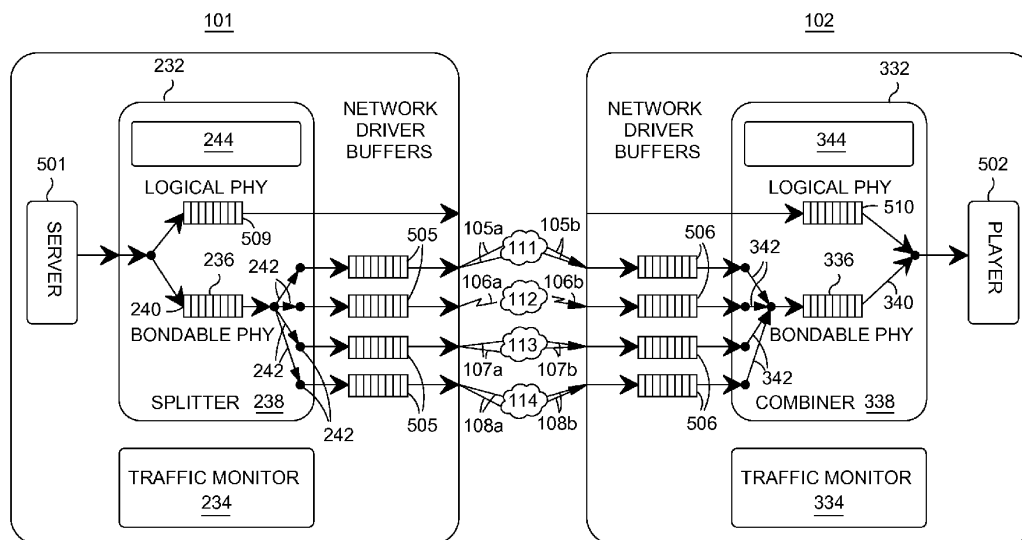 101
102
232
332
NETWORK
DRIVER
BUFFERS
NETWORK
DRIVER
BUFFERS
244
344
501
502
LOGICAL PHY
LOGICAL PHY
509
510
SERVER
PLAYER
505
105a
111
105b
506
236
242
106a
112
106b
342
336
240
340
BONDABLE PHY
BONDABLE PHY
242
113
107a
107b
342
114
SPLITTER 238
242
505
108a
108b
506
COMBINER 338
TRAFFIC MONITOR
234
TRAFFIC MONITOR
334